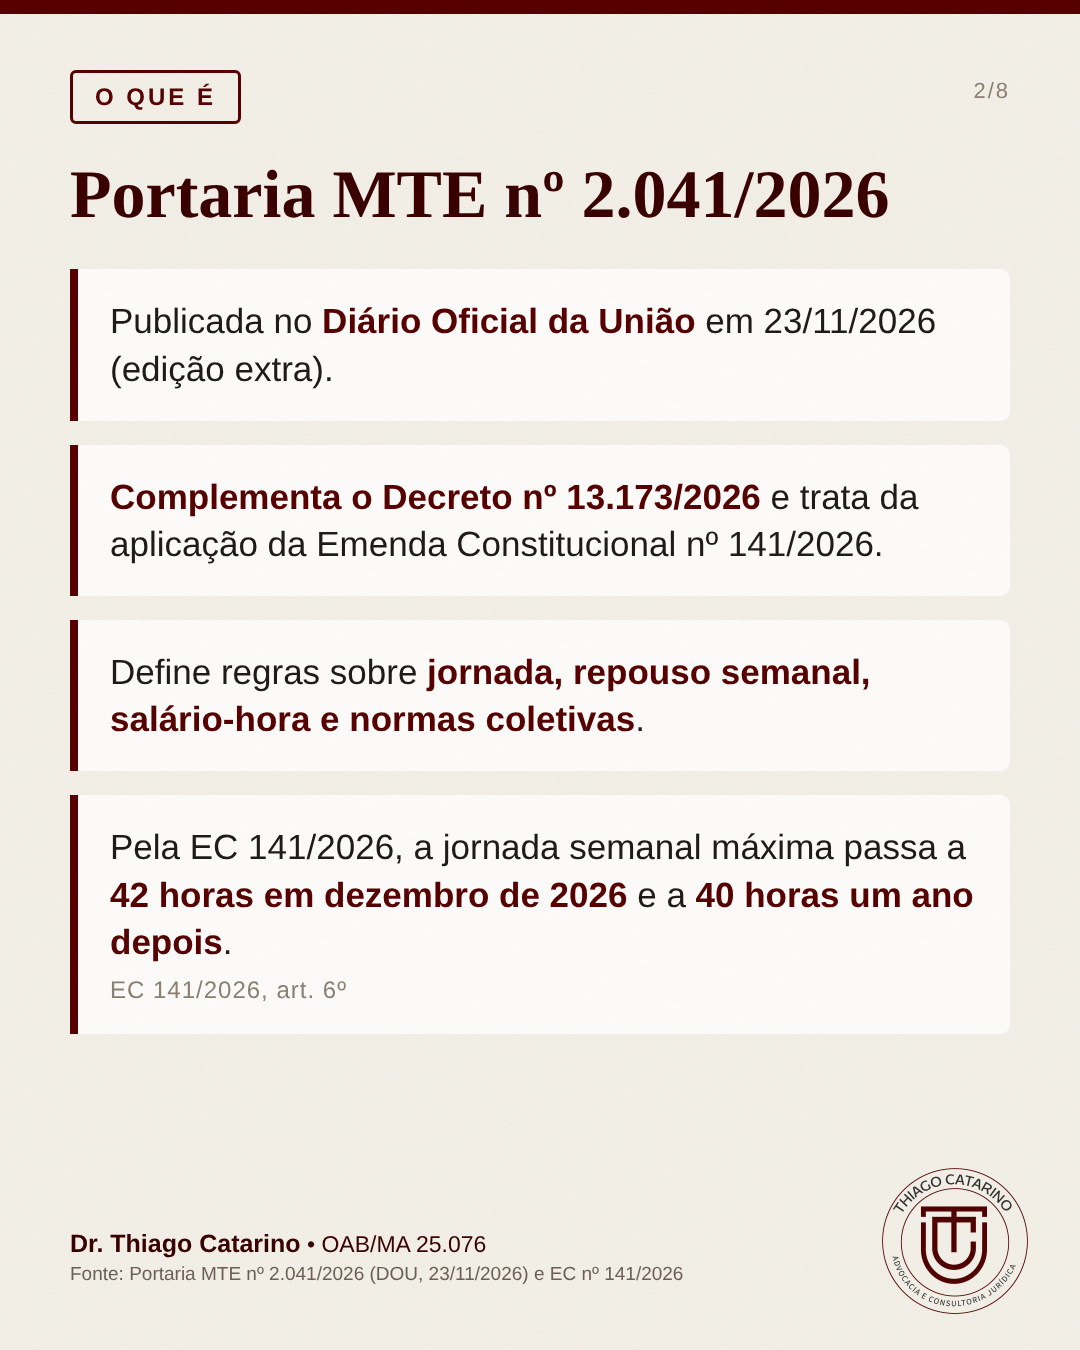 O QUE É
2/8
Portaria MTE nº 2.041/2026
Publicada no Diário Oficial da União em 23/11/2026
(edição extra).
Complementa o Decreto nº 13.173/2026 e trata da
aplicação da Emenda Constitucional nº 141/2026.
Define regras sobre jornada, repouso semanal,
salário-hora e normas coletivas.
Pela EC 141/2026, a jornada semanal máxima passa a
42 horas em dezembro de 2026 e a 40 horas um ano
depois.
EC 141/2026, art. 6º
Dr. Thiago Catarino • OAB/MA 25.076
Fonte: Portaria MTE nº 2.041/2026 (DOU, 23/11/2026) e EC nº 141/2026
THIAGO CATARINO
ADVOCACIA E CONSULTORIA JURÍDICA